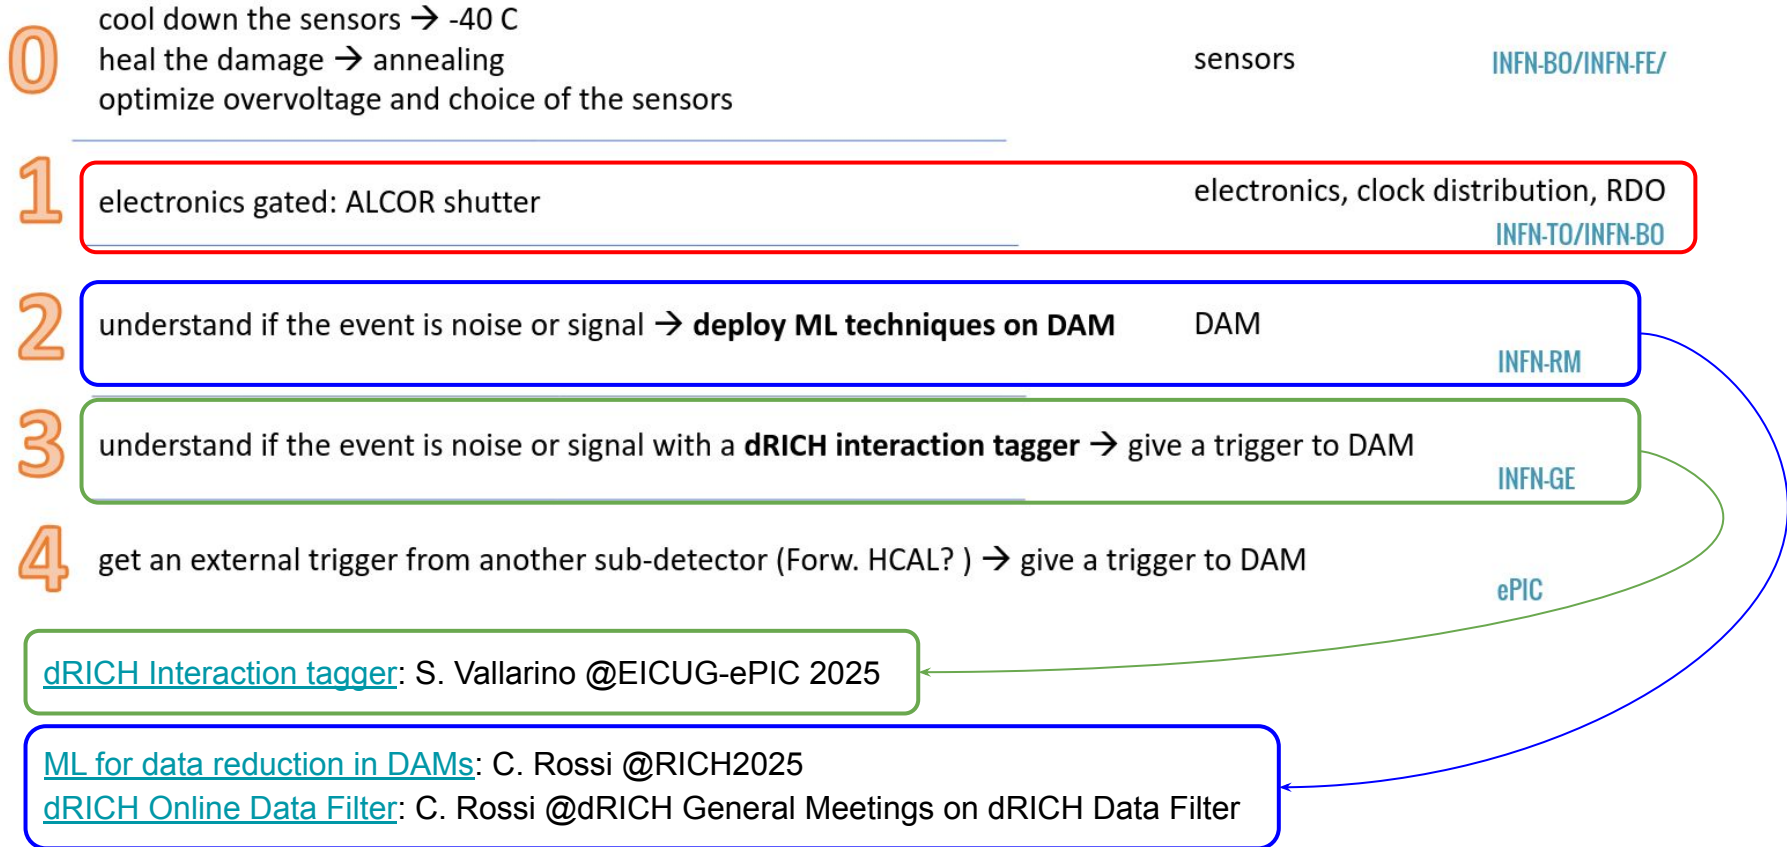 0
cool down the sensors → -40 C
heal the damage → annealing
optimize overvoltage and choice of the sensors
sensors
INFN-BO/INFN-FE/
1
electronics gated: ALCOR shutter
electronics, clock distribution, RDO
INFN-TO/INFN-BO
2
understand if the event is noise or signal → deploy ML techniques on DAM
DAM
INFN-RM
3
understand if the event is noise or signal with a dRICH interaction tagger → give a trigger to DAM
INFN-GE
4
get an external trigger from another sub-detector (Forw. HCAL? ) → give a trigger to DAM
ePIC
dRICH Interaction tagger: S. Vallarino @EICUG-ePIC 2025
ML for data reduction in DAMs: C. Rossi @RICH2025
dRICH Online Data Filter: C. Rossi @dRICH General Meetings on dRICH Data Filter